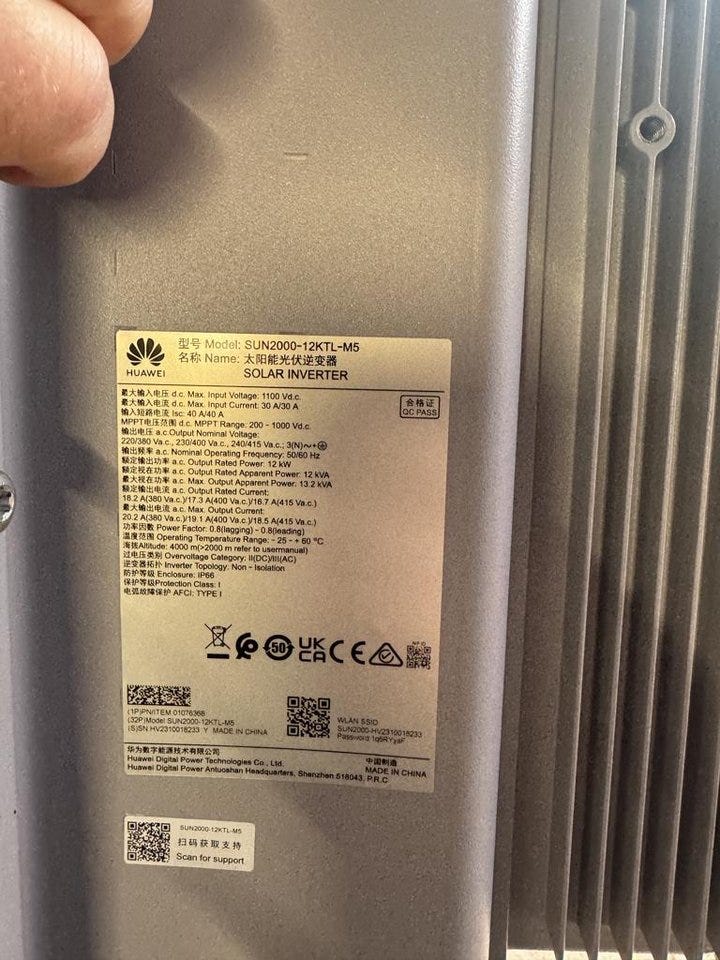 HUAWEI
型号 Model: SUN2000-12KTL-M5
名称 Name: 太阳能光伏逆变器
SOLAR INVERTER
合格证
QC PASS
最大输入电压 d.c. Max. Input Voltage: 1100 Vd.c.
最大输入电流 d.c. Max. Input Current: 30 A/30 A
输入短路电流 Isc: 40 A/40 A
MPPT电压范围 d.c. MPPT Range: 200 - 1000 Vd.c.
输出电压 a.c.Output Nominal Voltage:
220/380 Va.c., 230/400 Va.c., 240/415 Va.c.; 3(N)~+⏚
输出频率 a.c. Nominal Operating Frequency: 50/60 Hz
额定输出功率 a.c. Output Rated Power: 12 kW
额定视在功率 a.c. Output Rated Apparent Power: 12 kVA
最大视在功率 a.c. Max. Output Apparent Power: 13.2 kVA
额定输出电流 a.c. Output Rated Current:
18.2 A(380 Va.c.)/17.3 A(400 Va.c.)/16.7 A(415 Va.c.)
最大输出电流 a.c. Max. Output Current:
20.2 A(380 Va.c.)/19.1 A(400 Va.c.)/18.5 A(415 Va.c.)
功率因数 Power Factor: 0.8(lagging) - 0.8(leading)
温度范围 Operating Temperature Range: - 25 - + 60 °C
海拔Altitude: 4000 m(>2000 m refer to usermanual)
过电压类别 Overvoltage Category: II(DC)/III(AC)
逆变器拓扑 Inverter Topology: Non - Isolation
防护等级 Enclosure: IP66
保护等级Protection Class: I
电弧故障保护 AFCI: TYPE I
50 UK CA CE
(1P)PN/ITEM 01076368
(32P)Model SUN2000-12KTL-M5
(S)SN HV2310018233 Y MADE IN CHINA
WLAN SSID
SUN2000-HV2310018233
Password
华为数字能源技术有限公司
Huawei Digital Power Technologies Co., Ltd.
Huawei Digital Power Antuoshan Headquarters, Shenzhen 518043, P.R.C
中国制造
MADE IN CHINA
SUN2000-12KTL-M5
扫码获取支持
Scan for support